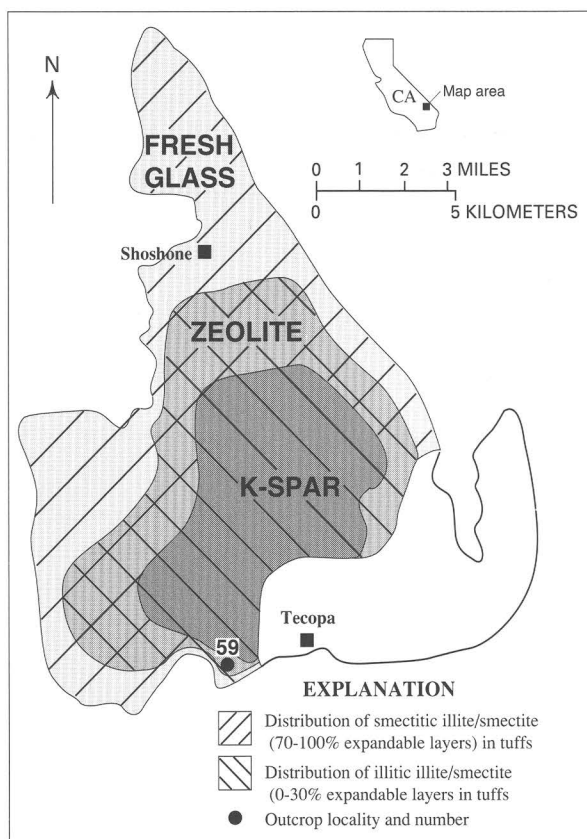 N
CA
Map area
FRESH
GLASS
0 1 2 3 MILES
0 5 KILOMETERS
Shoshone
ZEOLITE
K-SPAR
Tecopa
59
EXPLANATION
Distribution of smectitic illite/smectite
(70-100% expandable layers) in tuffs
Distribution of illitic illite/smectite
(0-30% expandable layers in tuffs
Outcrop locality and number